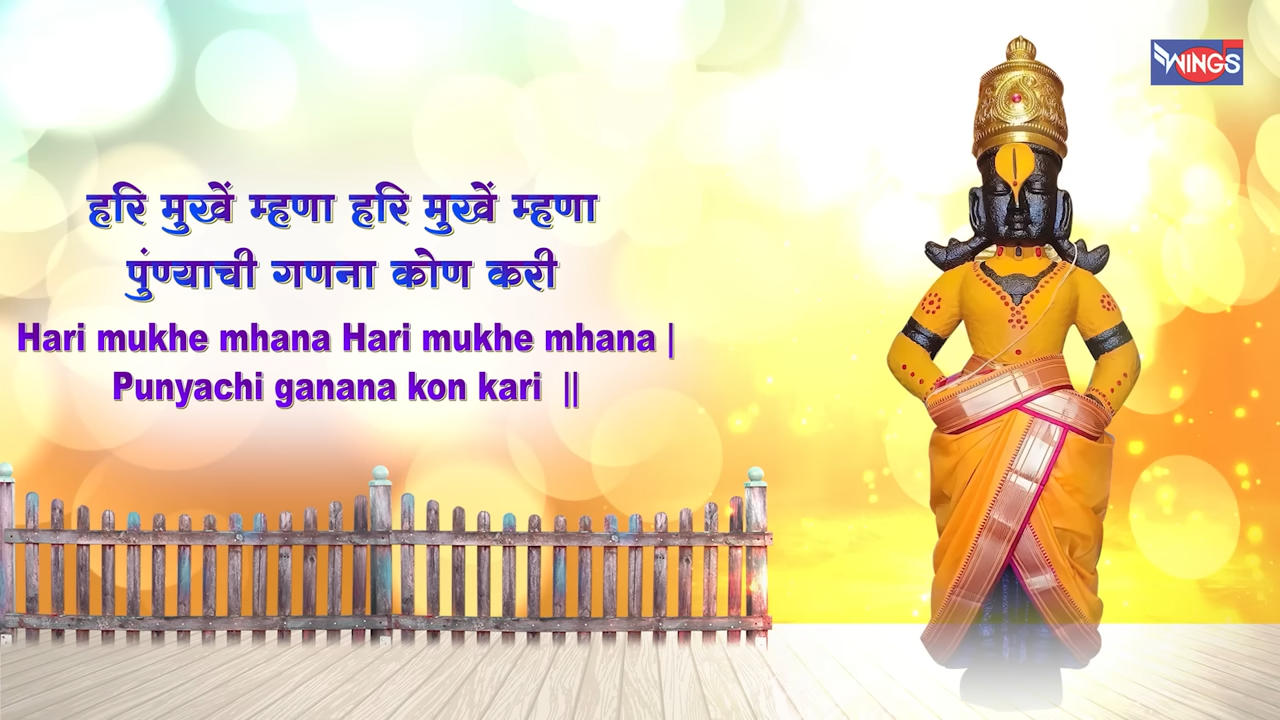 WINGS
हरि मुखें म्हणा हरि मुखें म्हणा
पुंण्याची गणना कोण करी
Hari mukhe mhana Hari mukhe mhana |
Punyachi ganana kon kari ||